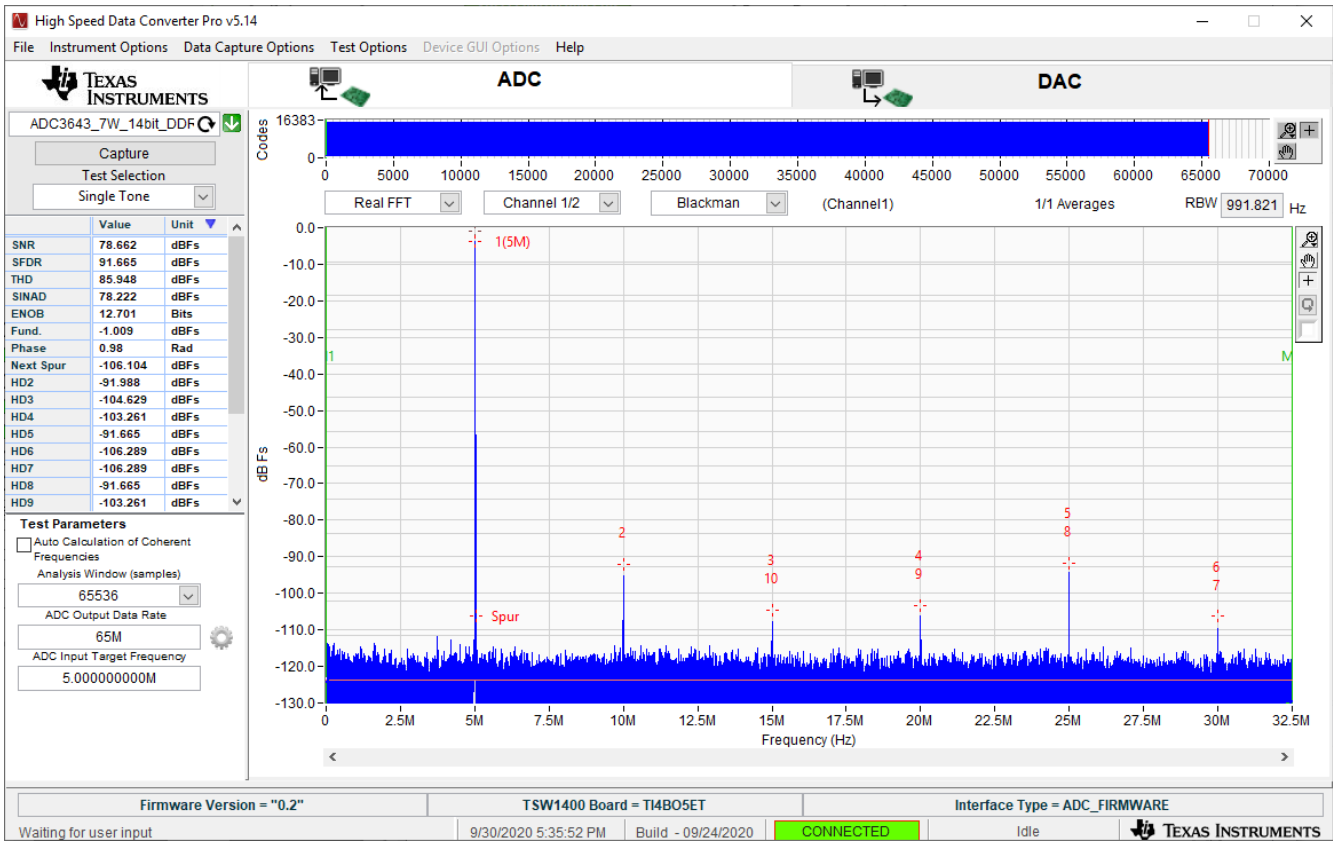 High Speed Data Converter Pro v5.14
File Instrument Options Data Capture Options Test Options Device GUI Options Help
TEXAS INSTRUMENTS
ADC
DAC
ADC3643_7W_14bit_DDR
Capture
Test Selection
Single Tone
Value Unit
SNR 78.662 dBFs
SFDR 91.665 dBFs
THD 85.948 dBFs
SINAD 78.222 dBFs
ENOB 12.701 Bits
Fund. -1.009 dBFs
Phase 0.98 Rad
Next Spur -106.104 dBFs
HD2 -91.988 dBFs
HD3 -104.629 dBFs
HD4 -103.261 dBFs
HD5 -91.665 dBFs
HD6 -106.289 dBFs
HD7 -106.289 dBFs
HD8 -91.665 dBFs
HD9 -103.261 dBFs
Test Parameters
Auto Calculation of Coherent
Frequencies
Analysis Window (samples)
65536
ADC Output Data Rate
65M
ADC Input Target Frequency
5.000000000M
Codes
16383
0
0 5000 10000 15000 20000 25000 30000 35000 40000 45000 50000 55000 60000 65000 70000
Real FFT Channel 1/2 Blackman (Channel1) 1/1 Averages RBW 991.821 Hz
dB Fs
0.0
-10.0
-20.0
-30.0
-40.0
-50.0
-60.0
-70.0
-80.0
-90.0
-100.0
-110.0
-120.0
-130.0
1(5M)
1
M
2
3
10
4
9
5
8
6
7
Spur
0 2.5M 5M 7.5M 10M 12.5M 15M 17.5M 20M 22.5M 25M 27.5M 30M 32.5M
Frequency (Hz)
Firmware Version = "0.2" TSW1400 Board = TI4BO5ET Interface Type = ADC_FIRMWARE
Waiting for user input 9/30/2020 5:35:52 PM Build - 09/24/2020 CONNECTED Idle TEXAS INSTRUMENTS